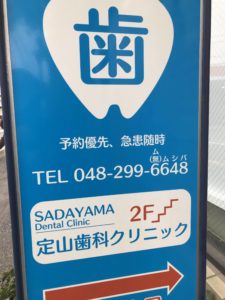 歯
予約優先、急患随時
ム
(無)ムシバ
TEL 048-299-6648
SADAYAMA
Dental Clinic
2F
定山歯科クリニック